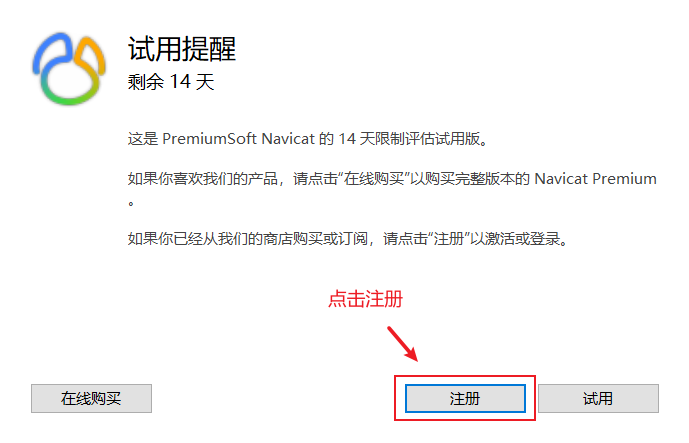 试用提醒
剩余 14 天
这是 PremiumSoft Navicat 的 14 天限制评估试用版。
如果你喜欢我们的产品，请点击“在线购买”以购买完整版本的 Navicat Premium
。
如果你已经从我们的商店购买或订阅，请点击“注册”以激活或登录。
点击注册
在线购买
注册
试用